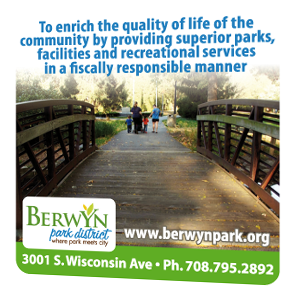 To enrich the quality of life of the
community by providing superior parks,
facilities and recreational services
in a fiscally responsible manner
BERWYN
park district
where park meets city
www.berwynpark.org
3001 S. Wisconsin Ave • Ph. 708.795.2892